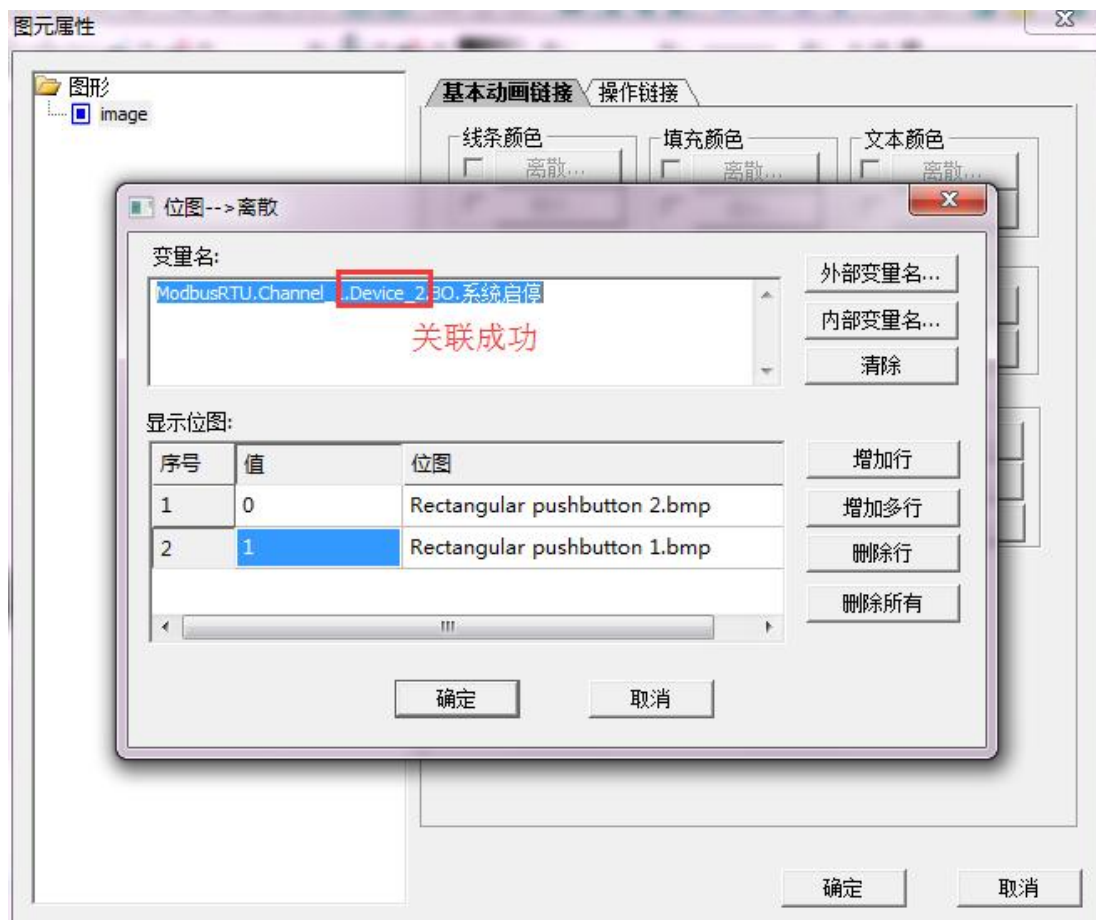 图元属性
图形
image
基本动画链接 操作链接
线条颜色 填充颜色 文本颜色
离散... 离散... 离散...
位图-->离散
变量名:
ModbusRTU.Channel_ .Device_2.BO.系统启停
关联成功
外部变量名...
内部变量名...
清除
显示位图:
序号 值 位图
1 0 Rectangular pushbutton 2.bmp
2 1 Rectangular pushbutton 1.bmp
增加行
增加多行
删除行
删除所有
确定 取消
确定 取消